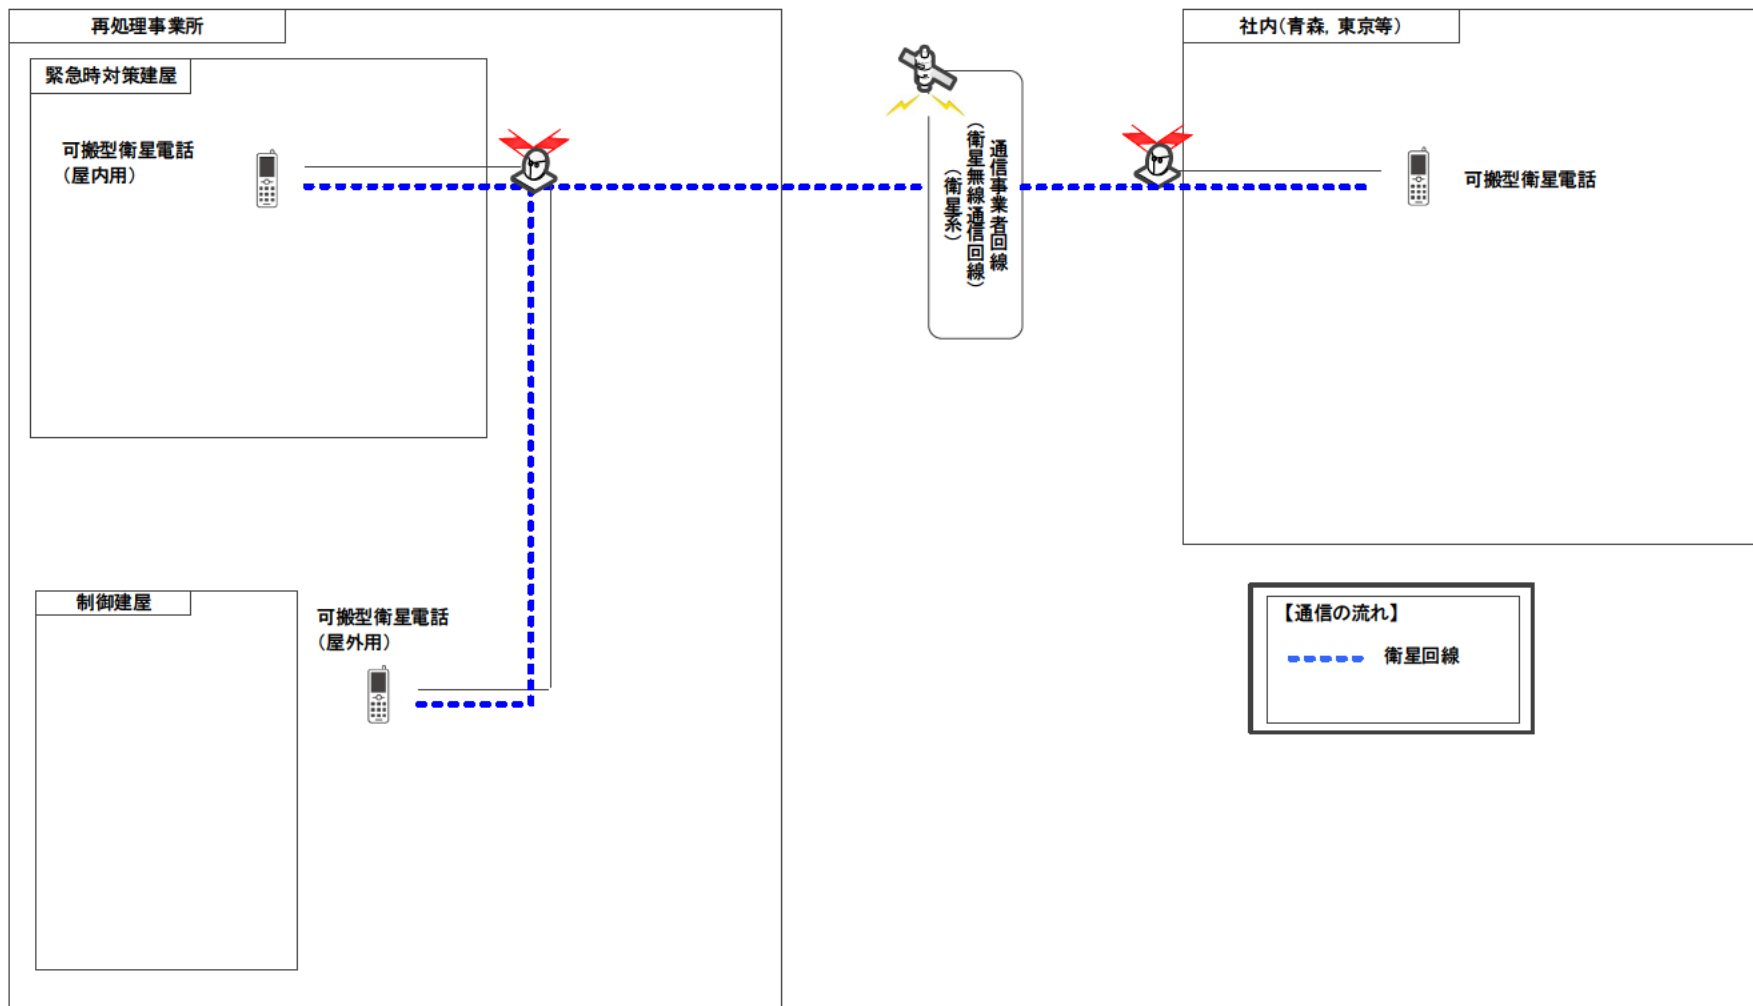 再処理事業所
緊急時対策建屋
可搬型衛星電話
（屋内用）
制御建屋
可搬型衛星電話
（屋外用）
通信事業者回線
（衛星無線通信回線）
（衛星系）
社内（青森，東京等）
可搬型衛星電話
【通信の流れ】
衛星回線